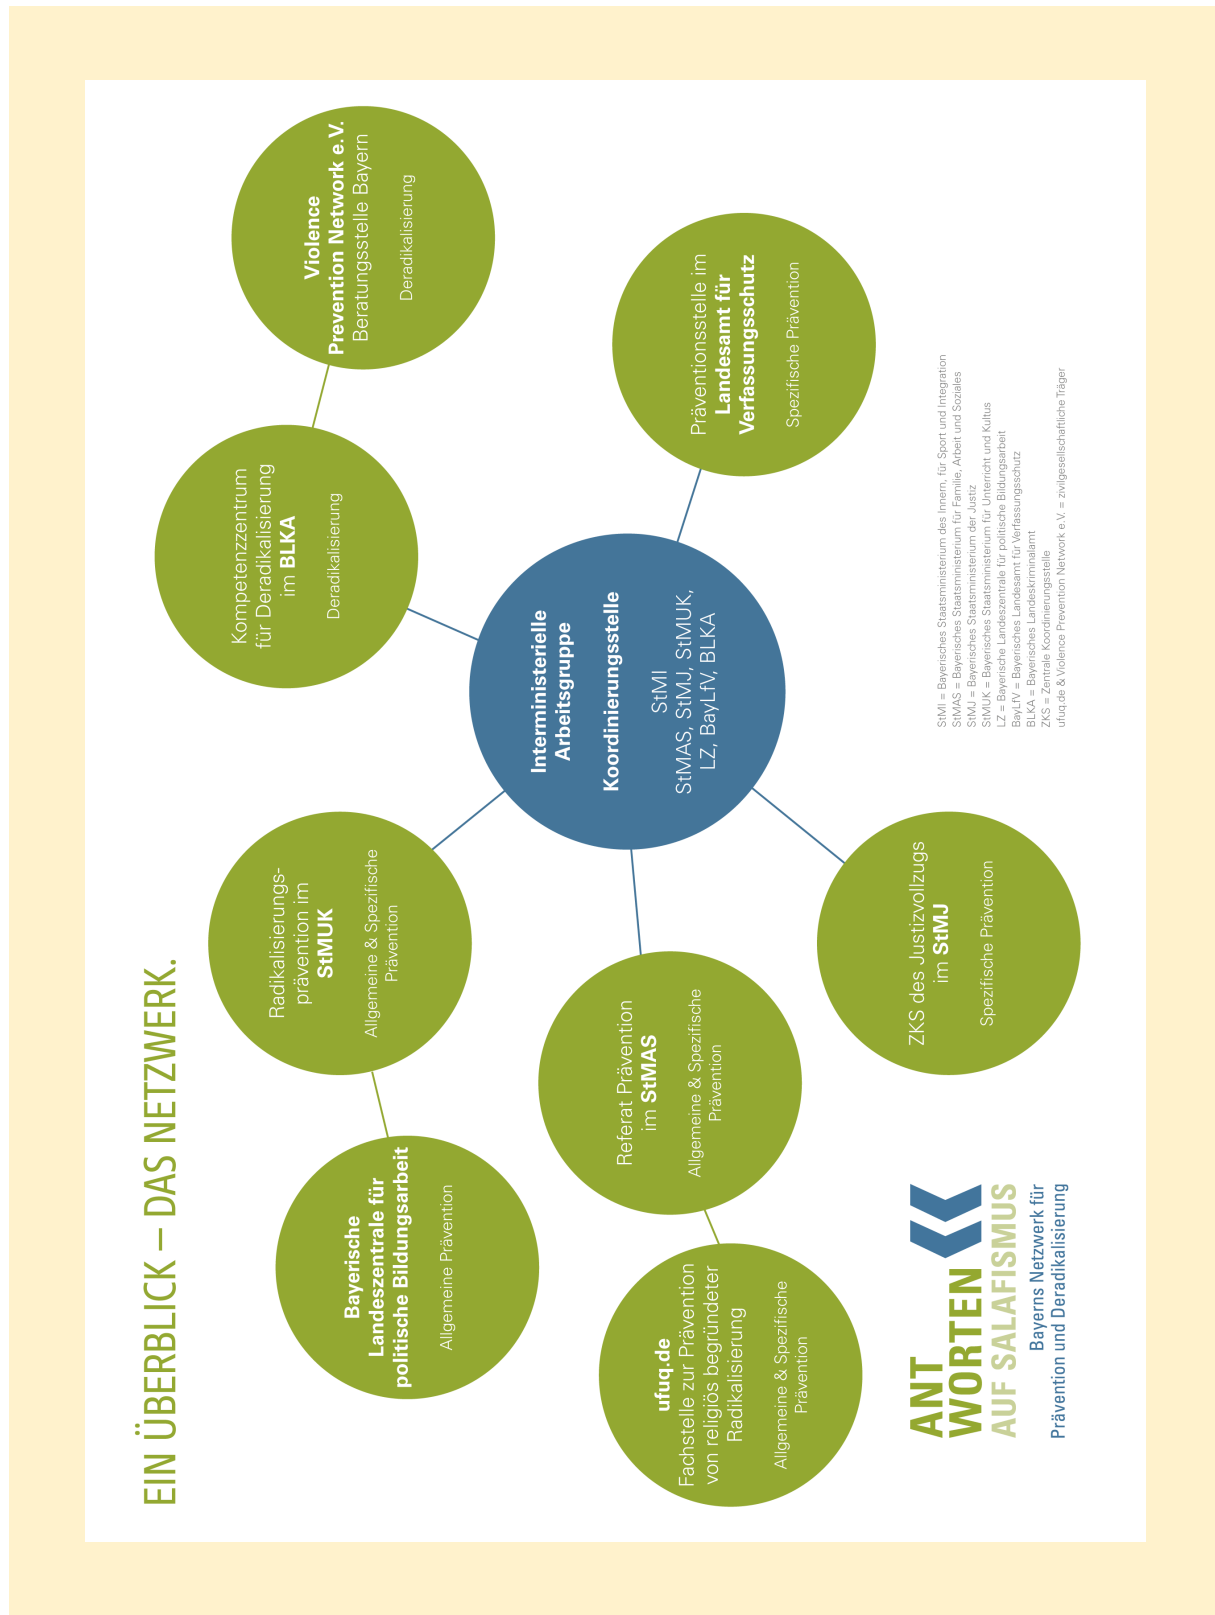 EIN ÜBERBLICK – DAS NETZWERK.
Bayerische
Landeszentrale für
politische Bildungsarbeit
Allgemeine Prävention
Radikalisierungs-
prävention im
StMUK
Allgemeine & Spezifische
Prävention
Kompetenzzentrum
für Deradikalisierung
im BLKA
Deradikalisierung
Violence
Prevention Network e.V.
Beratungsstelle Bayern
Deradikalisierung
ufuq.de
Fachstelle zur Prävention
von religiös begründeter
Radikalisierung
Allgemeine & Spezifische
Prävention
Referat Prävention
im StMAS
Allgemeine & Spezifische
Prävention
Interministerielle
Arbeitsgruppe
Koordinierungsstelle
StMI
StMAS, StMJ, StMUK,
LZ, BayLfV, BLKA
Präventionsstelle im
Landesamt für
Verfassungsschutz
Spezifische Prävention
ZKS des Justizvollzugs
im StMJ
Spezifische Prävention
ANT
WORTEN
AUF SALAFISMUS
Bayerns Netzwerk für
Prävention und Deradikalisierung
StMI = Bayerisches Staatsministerium des Innern, für Sport und Integration
StMAS = Bayerisches Staatsministerium für Familie, Arbeit und Soziales
StMJ = Bayerisches Staatsministerium der Justiz
StMUK = Bayerisches Staatsministerium für Unterricht und Kultus
LZ = Bayerische Landeszentrale für politische Bildungsarbeit
BayLfV = Bayerisches Landesamt für Verfassungsschutz
BLKA = Bayerisches Landeskriminalamt
ZKS = Zentrale Koordinierungsstelle
ufuq.de & Violence Prevention Network e.V. = zivilgesellschaftliche Träger